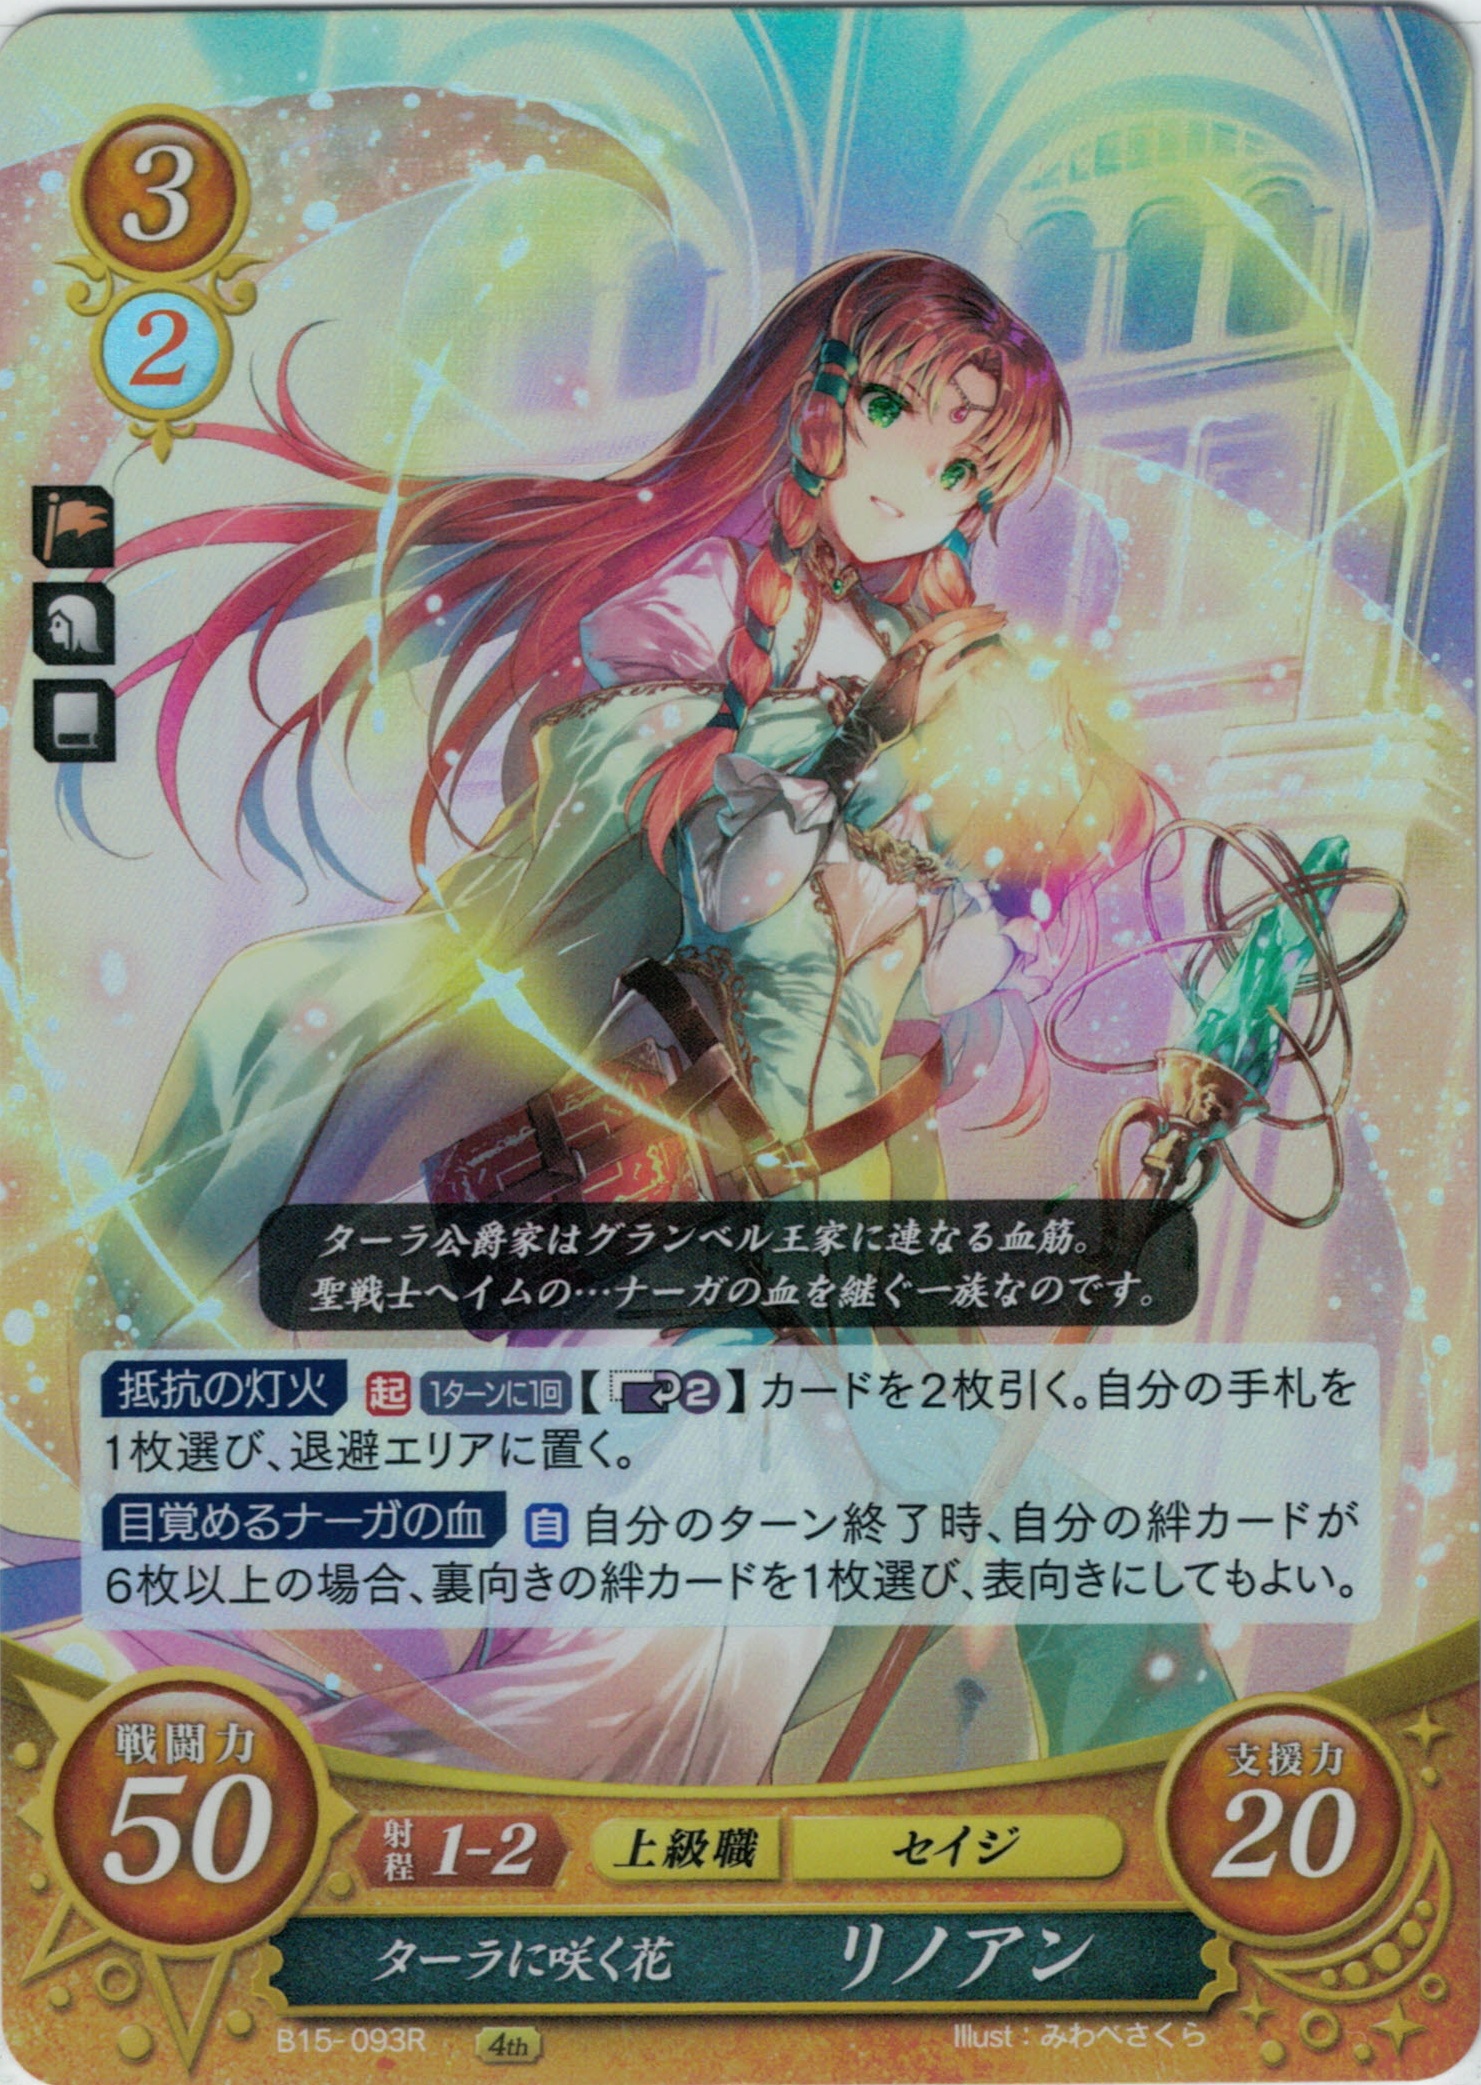 3
2
ターラ公爵家はグランベル王家に連なる血筋。
聖戦士ヘイムの…ナーガの血を継ぐ一族なのです。
抵抗の灯火 起 1ターンに1回【2】カードを2枚引く。自分の手札を
1枚選び、退避エリアに置く。
目覚めるナーガの血 自 自分のターン終了時、自分の絆カードが
6枚以上の場合、裏向きの絆カードを1枚選び、表向きにしてもよい。
戦闘力
50
射程 1-2
上級職
セイジ
支援力
20
ターラに咲く花 リノアン
B15-093R 4th
Illust：みわべさくら